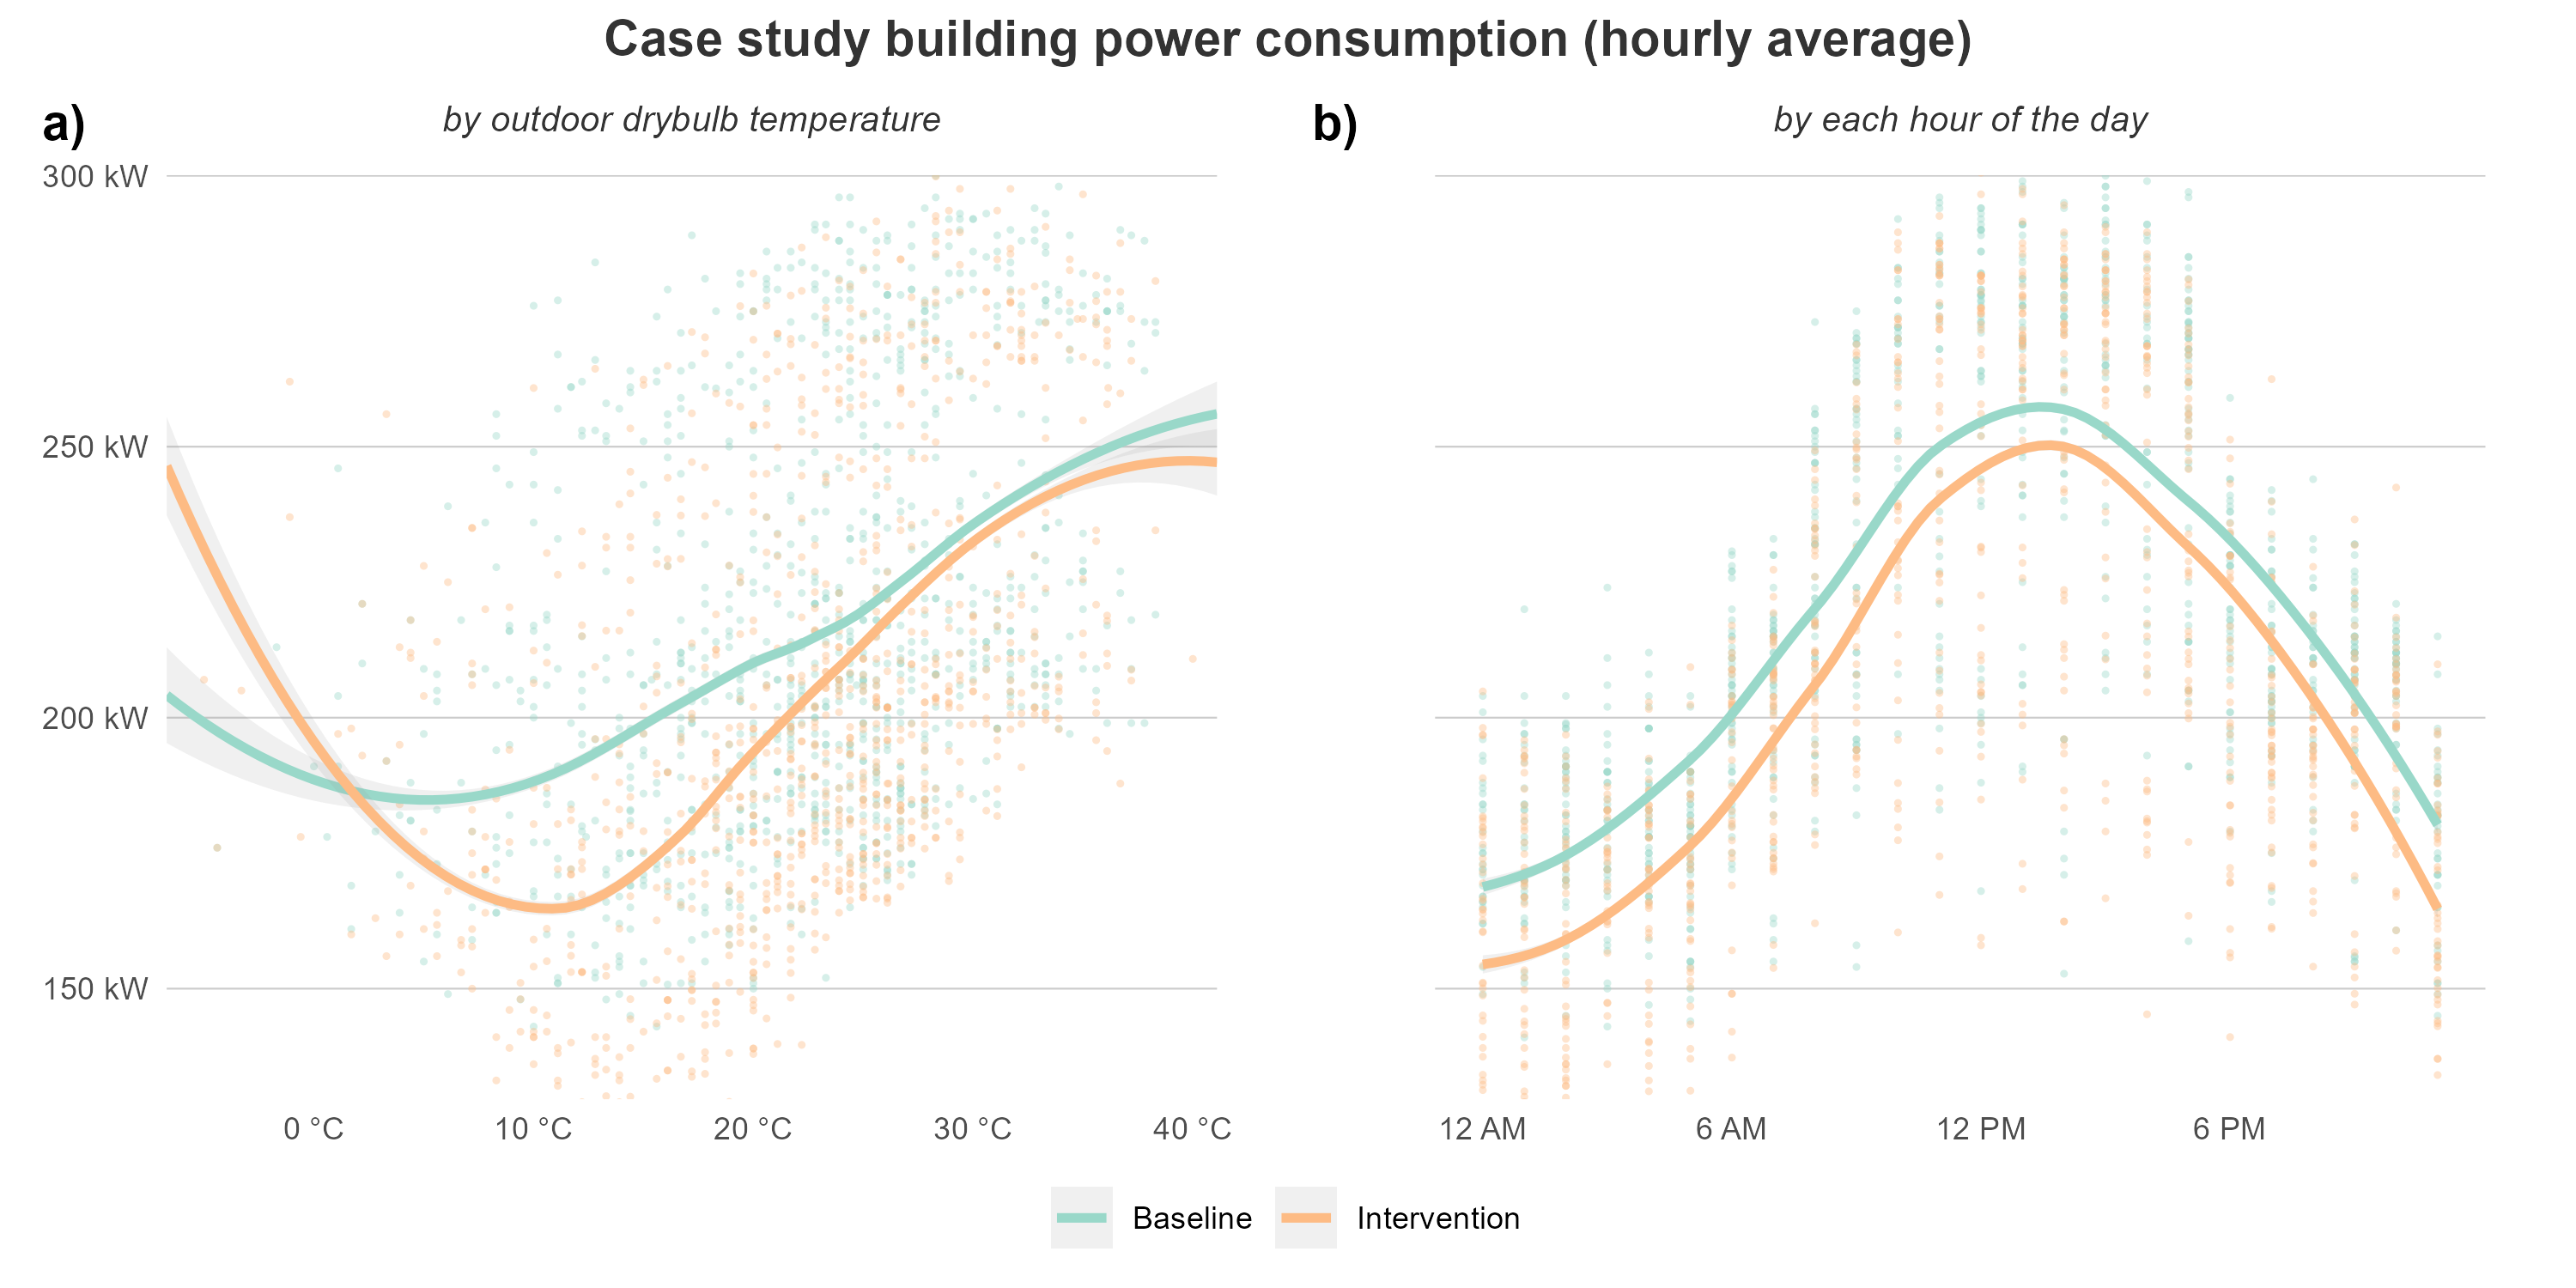 Case study building power consumption (hourly average)
a)
by outdoor drybulb temperature
300 kW
250 kW
200 kW
150 kW
0 °C 10 °C 20 °C 30 °C 40 °C
b)
by each hour of the day
12 AM 6 AM 12 PM 6 PM
Baseline Intervention